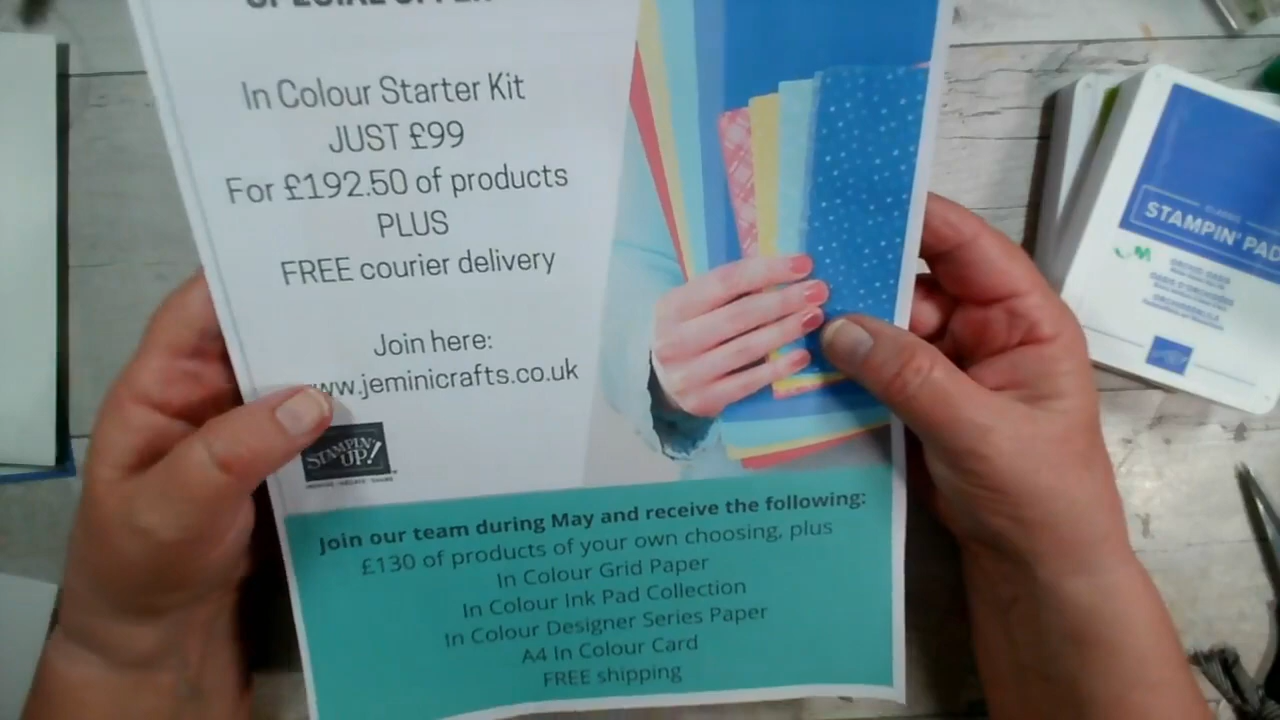 SPECIAL OFFER
In Colour Starter Kit
JUST £99
For £192.50 of products
PLUS
FREE courier delivery
Join here:
www.jeminicrafts.co.uk
STAMPIN' UP!
Join our team during May and receive the following:
£130 of products of your own choosing, plus
In Colour Grid Paper
In Colour Ink Pad Collection
In Colour Designer Series Paper
A4 In Colour Card
FREE shipping
CLASSIC
STAMPIN' PAD